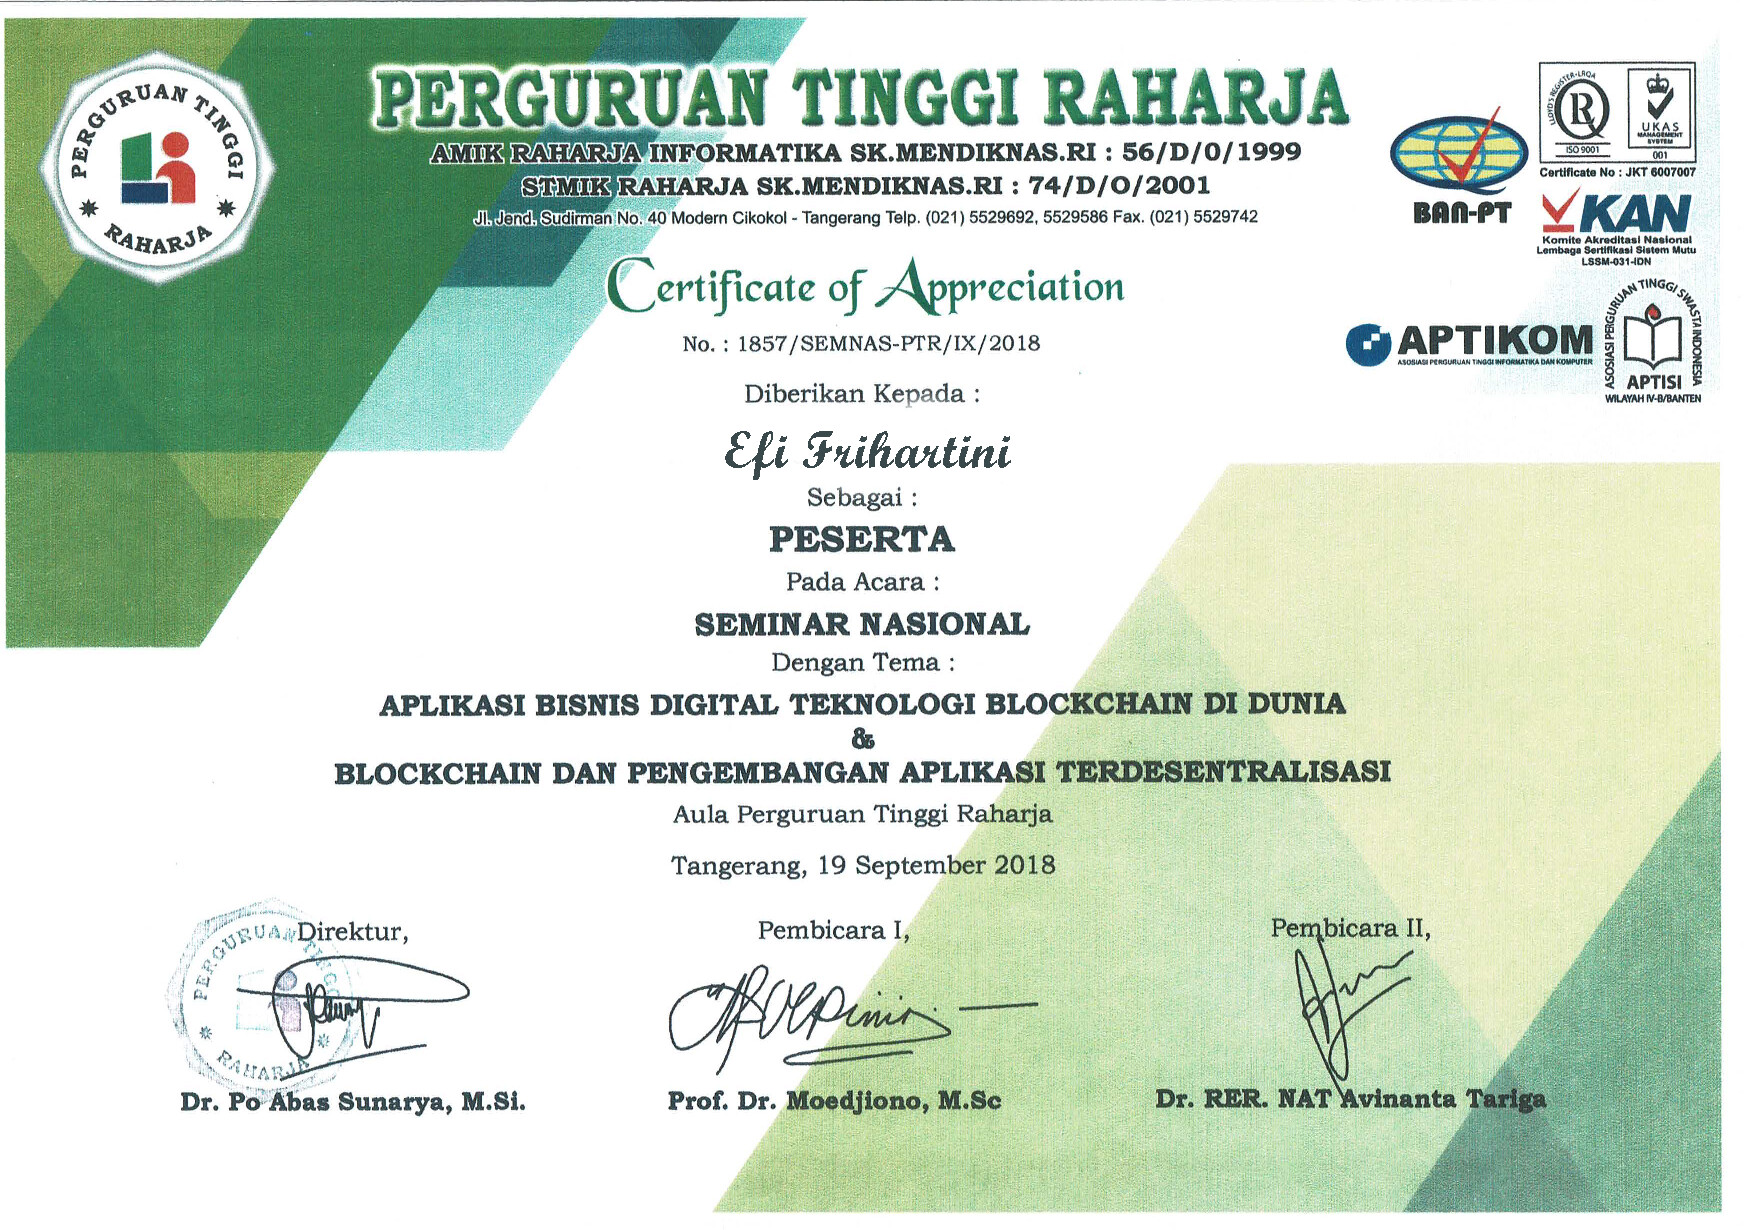 PERGURUAN TINGGI RAHARJA
PERGURUAN TINGGI RAHARJA
AMIK RAHARJA INFORMATIKA SK.MENDIKNAS.RI : 56/D/0/1999
STMIK RAHARJA SK.MENDIKNAS.RI : 74/D/O/2001
Jl. Jend. Sudirman No. 40 Modern Cikokol - Tangerang Telp. (021) 5529692, 5529586 Fax. (021) 5529742
BAN-PT
LLOYD'S REGISTER-LRQA
ISO 9001
UKAS
MANAGEMENT
SYSTEM
001
Certificate No : JKT 6007007
KAN
Komite Akreditasi Nasional
Lembaga Sertifikasi Sistem Mutu
LSSM-031-IDN
APTIKOM
ASOSIASI PERGURUAN TINGGI INFORMATIKA DAN KOMPUTER
ASOSIASI PERGURUAN TINGGI SWASTA INDONESIA
APTISI
WILAYAH IV-B/BANTEN
Certificate of Appreciation
No. : 1857/SEMNAS-PTR/IX/2018
Diberikan Kepada :
Efi Frihartini
Sebagai :
PESERTA
Pada Acara :
SEMINAR NASIONAL
Dengan Tema :
APLIKASI BISNIS DIGITAL TEKNOLOGI BLOCKCHAIN DI DUNIA
&
BLOCKCHAIN DAN PENGEMBANGAN APLIKASI TERDESENTRALISASI
Aula Perguruan Tinggi Raharja
Tangerang, 19 September 2018
Direktur,
PERGURUAN TINGGI RAHARJA
Dr. Po Abas Sunarya, M.Si.
Pembicara I,
Prof. Dr. Moedjiono, M.Sc
Pembicara II,
Dr. RER. NAT Avinanta Tariga